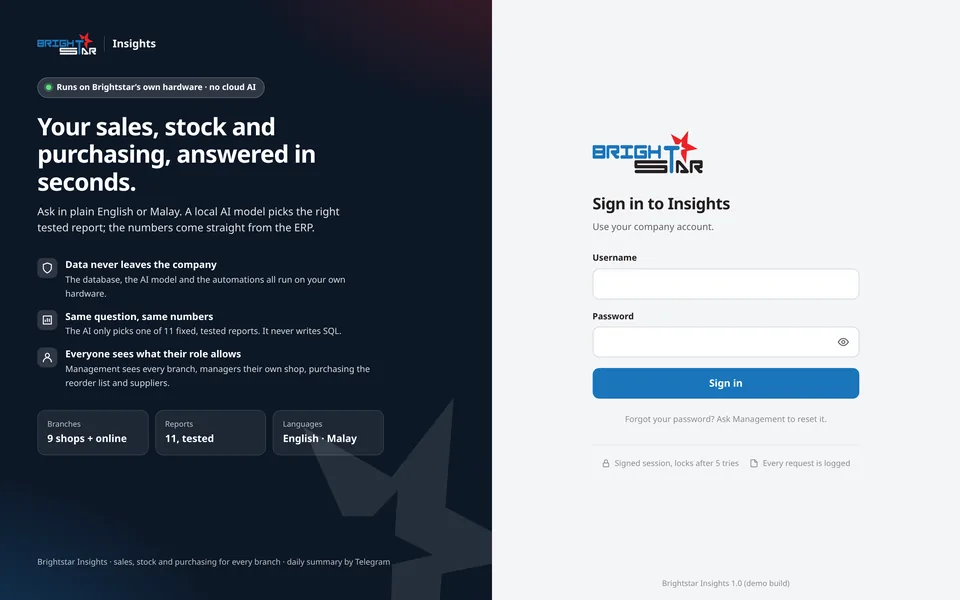 BRIGHT STAR
Insights
Runs on Brightstar's own hardware · no cloud AI
Your sales, stock and
purchasing, answered in
seconds.
Ask in plain English or Malay. A local AI model picks the right
tested report; the numbers come straight from the ERP.
Data never leaves the company
The database, the AI model and the automations all run on your own
hardware.
Same question, same numbers
The AI only picks one of 11 fixed, tested reports. It never writes SQL.
Everyone sees what their role allows
Management sees every branch, managers their own shop, purchasing the
reorder list and suppliers.
Branches
9 shops + online
Reports
11, tested
Languages
English · Malay
Brightstar Insights · sales, stock and purchasing for every branch · daily summary by Telegram
BRIGHT
STAR
Sign in to Insights
Use your company account.
Username
Password
Sign in
Forgot your password? Ask Management to reset it.
Signed session, locks after 5 tries
Every request is logged
Brightstar Insights 1.0 (demo build)